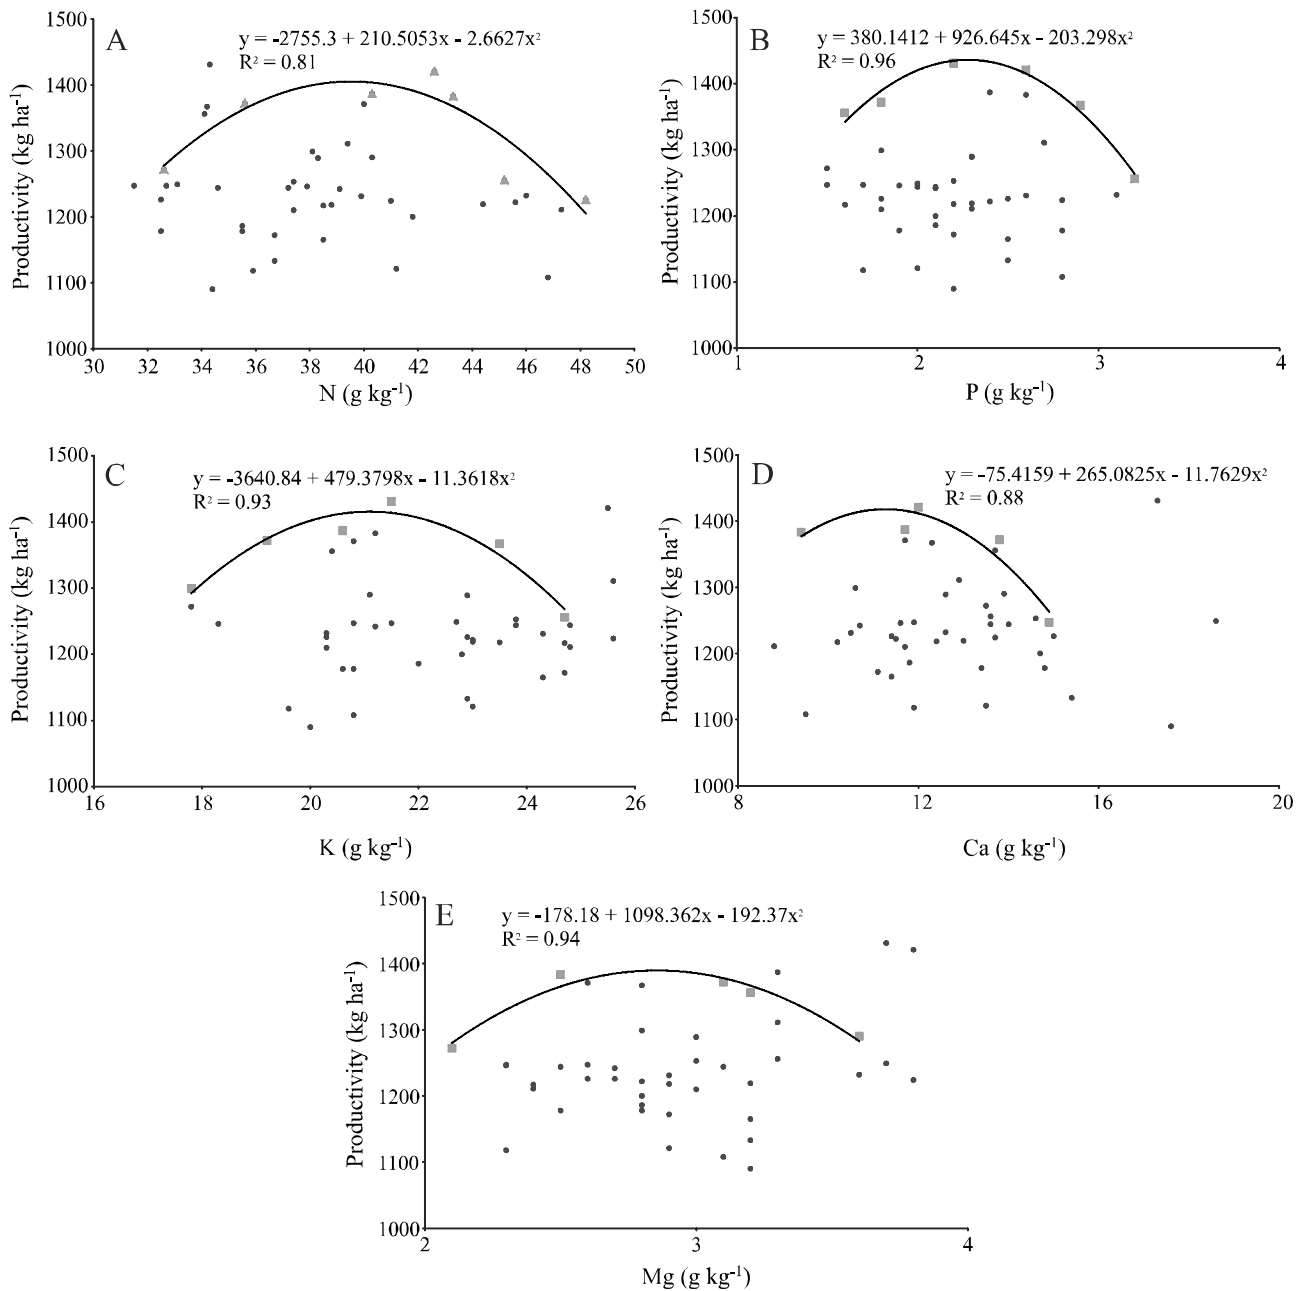 A
y = -2755.3 + 210.5053x - 2.6627x²
R² = 0.81
1500
1400
1300
1200
1100
1000
Productivity (kg ha⁻¹)
30 32 34 36 38 40 42 44 46 48 50
N (g kg⁻¹)
B
y = 380.1412 + 926.645x - 203.298x²
R² = 0.96
1500
1400
1300
1200
1100
1000
Productivity (kg ha⁻¹)
1 2 3 4
P (g kg⁻¹)
C
y = -3640.84 + 479.3798x - 11.3618x²
R² = 0.93
1500
1400
1300
1200
1100
1000
Productivity (kg ha⁻¹)
16 18 20 22 24 26
K (g kg⁻¹)
D
y = -75.4159 + 265.0825x - 11.7629x²
R² = 0.88
1500
1400
1300
1200
1100
1000
Productivity (kg ha⁻¹)
8 12 16 20
Ca (g kg⁻¹)
E
y = -178.18 + 1098.362x - 192.37x²
R² = 0.94
1500
1400
1300
1200
1100
1000
Productivity (kg ha⁻¹)
2 3 4
Mg (g kg⁻¹)